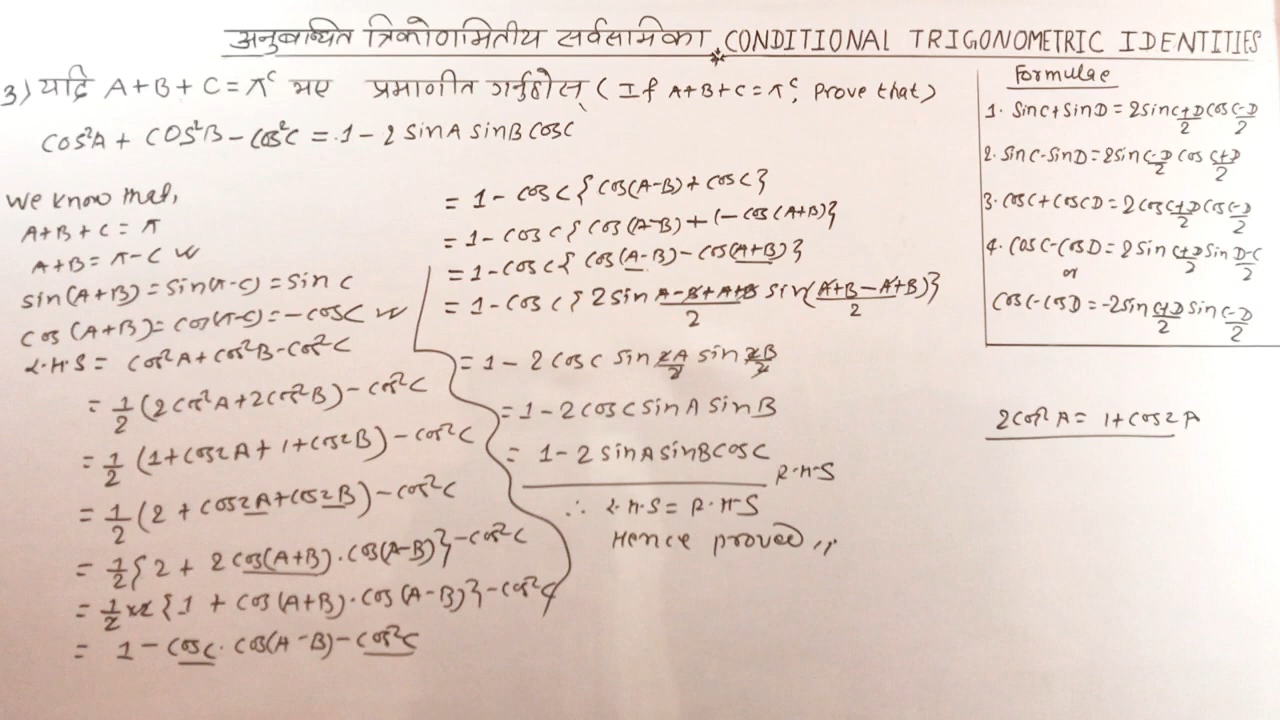 अनुबन्धित त्रिकोणमितीय सर्वसमिका * CONDITIONAL TRIGONOMETRIC IDENTITIES
3) यदि A+B+C=π^c भए प्रमाणीत गर्नुहोस् (If A+B+C=π^c, Prove that)
COS²A + COS²B - COS²C = 1 - 2 sinA sinB cosC
We know that,
A+B+C = π
A+B = π-C
sin(A+B) = sin(π-C) = sin C
cos(A+B) = cos(π-C) = -cosC
L.H.S = cos²A+cos²B-cos²C
= 1/2 (2cos²A+2cos²B) - cos²C
= 1/2 (1+cos2A + 1+cos2B) - cos²C
= 1/2 (2 + cos2A+cos2B) - cos²C
= 1/2 { 2 + 2cos(A+B).cos(A-B)} - cos²C
= 1/2 x2 {1 + cos(A+B).cos(A-B)} - cos²C
= 1 - cosC. cos(A-B) - cos²C
= 1 - cosC { cos(A-B) + cosC }
= 1 - cosC { cos(A-B) + (-cos(A+B)}
= 1 - cosC { cos(A-B) - cos(A+B)}
= 1 - cosC { 2sin (A-B+A+B)/2 sin (A+B-A+B)/2 }
= 1 - 2 cosC sin 2A/2 sin 2B/2
= 1 - 2 cosC sinA sinB
= 1 - 2 sinA sinB cosC
R.H.S
∴ L.H.S = R.H.S
Hence proved,,
Formulae
1. sinC+sinD = 2sin (C+D)/2 cos (C-D)/2
2. sinC-sinD = 2sin (C-D)/2 cos (C+D)/2
3. cosC+cosCD = 2cos (C+D)/2 cos (C-D)/2
4. cosC-cosD = 2sin (C+D)/2 sin (D-C)/2
or
cosC-cosD = -2sin (C+D)/2 sin (C-D)/2
2cos²A = 1+cos2A